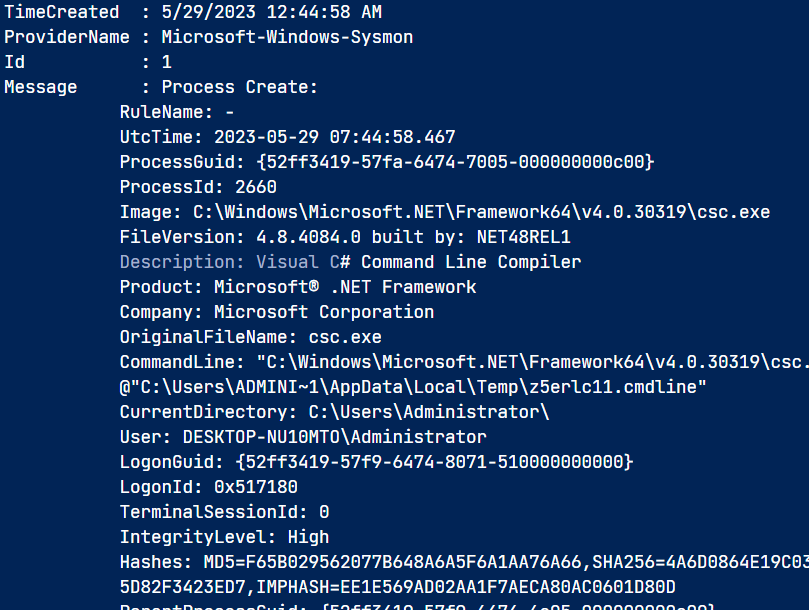 TimeCreated  : 5/29/2023 12:44:58 AM
ProviderName : Microsoft-Windows-Sysmon
Id           : 1
Message      : Process Create:
RuleName: -
UtcTime: 2023-05-29 07:44:58.467
ProcessGuid: {52ff3419-57fa-6474-7005-000000000c00}
ProcessId: 2660
Image: C:\Windows\Microsoft.NET\Framework64\v4.0.30319\csc.exe
FileVersion: 4.8.4084.0 built by: NET48REL1
Description: Visual C# Command Line Compiler
Product: Microsoft® .NET Framework
Company: Microsoft Corporation
OriginalFileName: csc.exe
CommandLine: "C:\Windows\Microsoft.NET\Framework64\v4.0.30319\csc.
@"C:\Users\ADMINI~1\AppData\Local\Temp\z5erlc11.cmdline"
CurrentDirectory: C:\Users\Administrator\
User: DESKTOP-NU10MTO\Administrator
LogonGuid: {52ff3419-57f9-6474-8071-510000000000}
LogonId: 0x517180
TerminalSessionId: 0
IntegrityLevel: High
Hashes: MD5=F65B029562077B648A6A5F6A1AA76A66,SHA256=4A6D0864E19C03
5D82F3423ED7,IMPHASH=EE1E569AD02AA1F7AECA80AC0601D80D